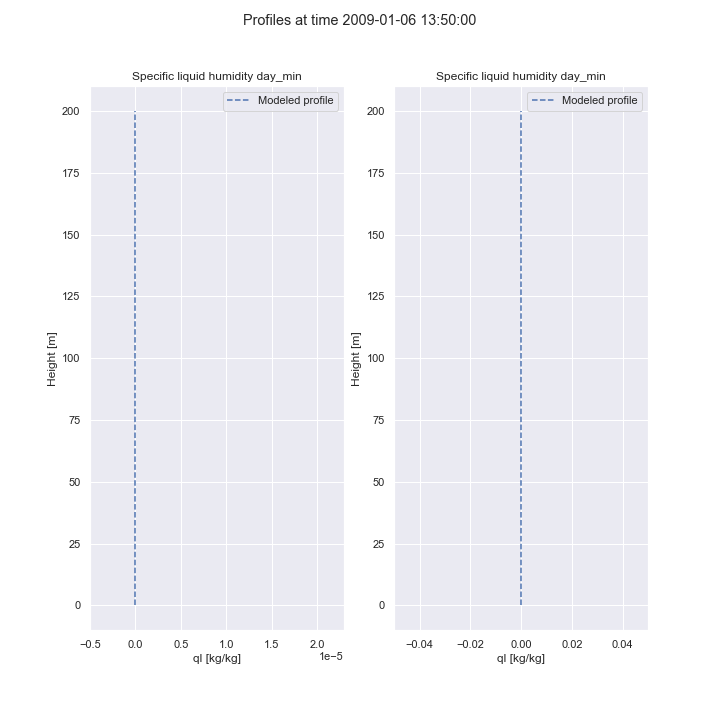 Profiles at time 2009-01-06 13:50:00
Specific liquid humidity day_min
Modeled profile
200
175
150
125
100
75
50
25
0
Height [m]
−0.5 0.0 0.5 1.0 1.5 2.0
1e−5
ql [kg/kg]
Specific liquid humidity day_min
Modeled profile
200
175
150
125
100
75
50
25
0
Height [m]
−0.04 −0.02 0.00 0.02 0.04
ql [kg/kg]